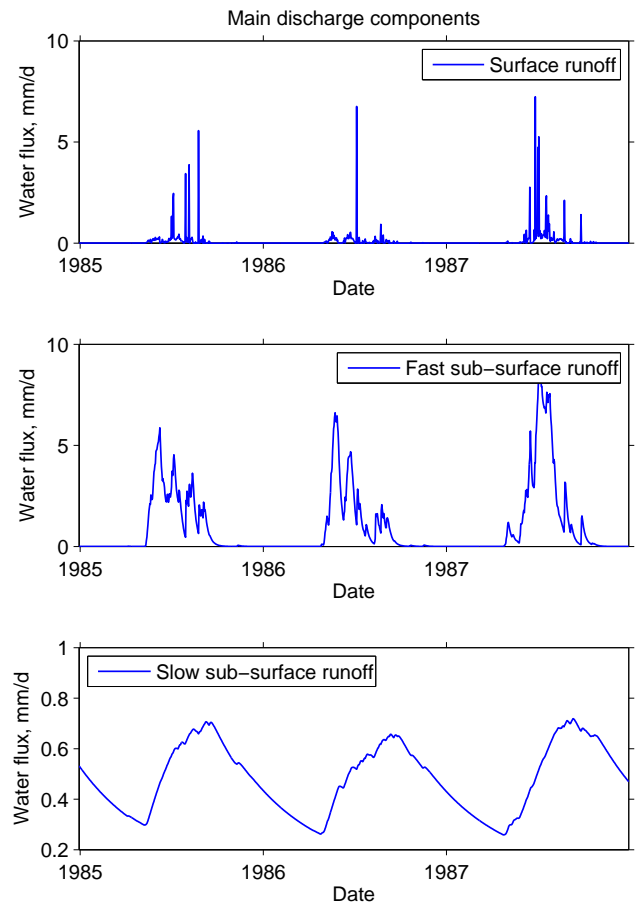 Main discharge components
10
5
0
Water flux, mm/d
Surface runoff
1985
1986
1987
Date
10
5
0
Water flux, mm/d
Fast sub−surface runoff
1985
1986
1987
Date
1
0.8
0.6
0.4
0.2
Water flux, mm/d
Slow sub−surface runoff
1985
1986
1987
Date